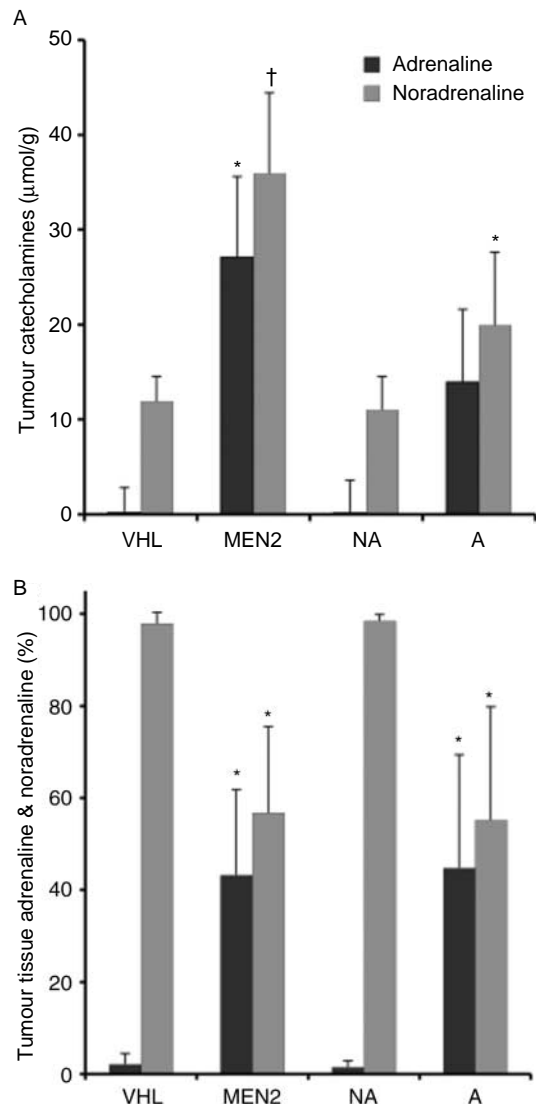 A
Tumour catecholamines (µmol/g)
50
40
30
20
10
0
Adrenaline
Noradrenaline
*
†
*
VHL MEN2 NA A
B
Tumour tissue adrenaline & noradrenaline (%)
100
80
60
40
20
0
*
*
*
*
VHL MEN2 NA A